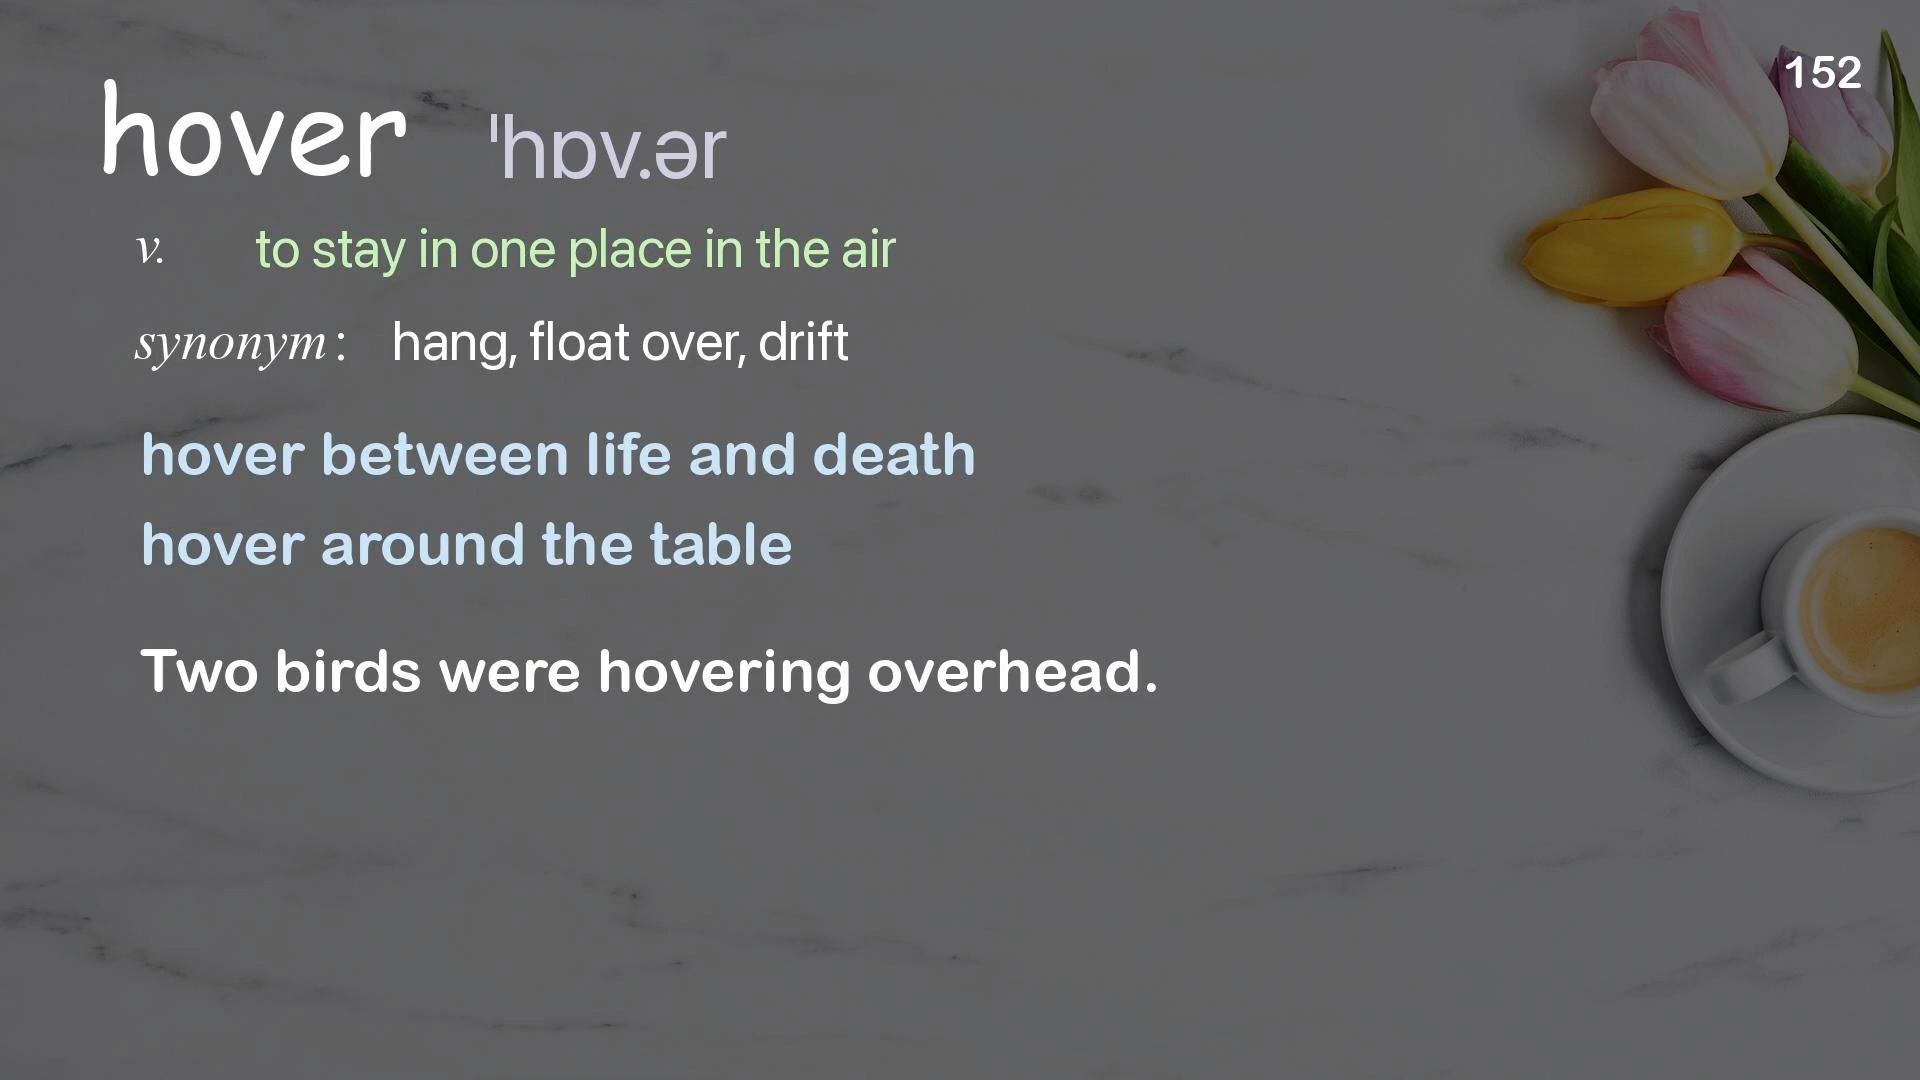 152
hover ˈhɒv.ər
v. to stay in one place in the air
synonym: hang, float over, drift
hover between life and death
hover around the table
Two birds were hovering overhead.